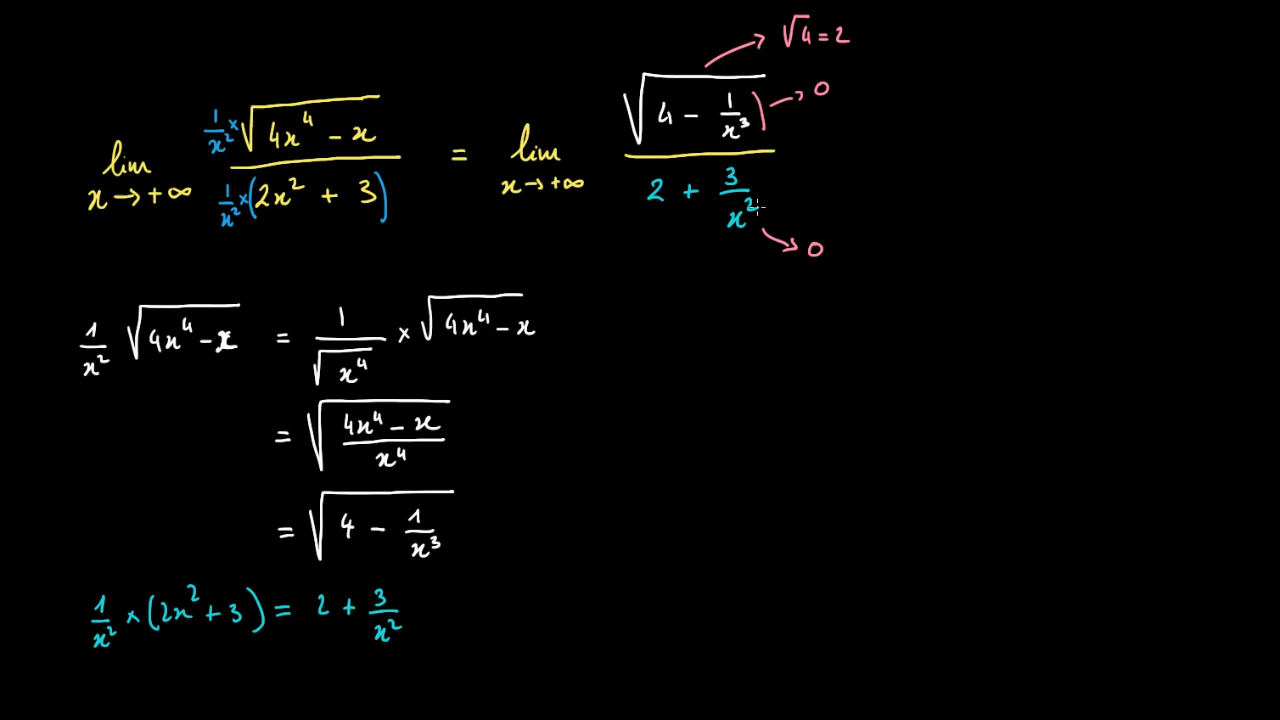 √4 = 2
lim x→+∞ (1/x² × √(4x⁴ − x)) / (1/x² × (2x² + 3)) = lim x→+∞ √(4 − 1/x³) / (2 + 3/x²)
→ 0
→ 0
1/x² √(4x⁴ − x) = 1/√(x⁴) × √(4x⁴ − x)
= √((4x⁴ − x)/x⁴)
= √(4 − 1/x³)
1/x² × (2x² + 3) = 2 + 3/x²